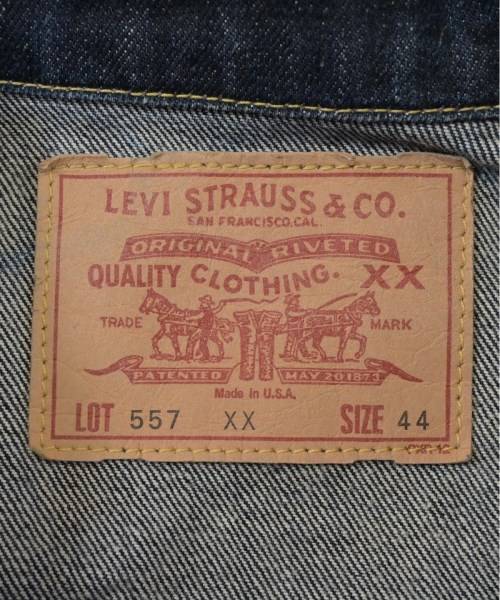 LEVI STRAUSS & CO.
SAN FRANCISCO, CAL.
ORIGINAL RIVETED
QUALITY CLOTHING. XX
TRADE MARK
PATENTED MAY 20 1873
Made in U.S.A.
LOT 557 XX SIZE 44